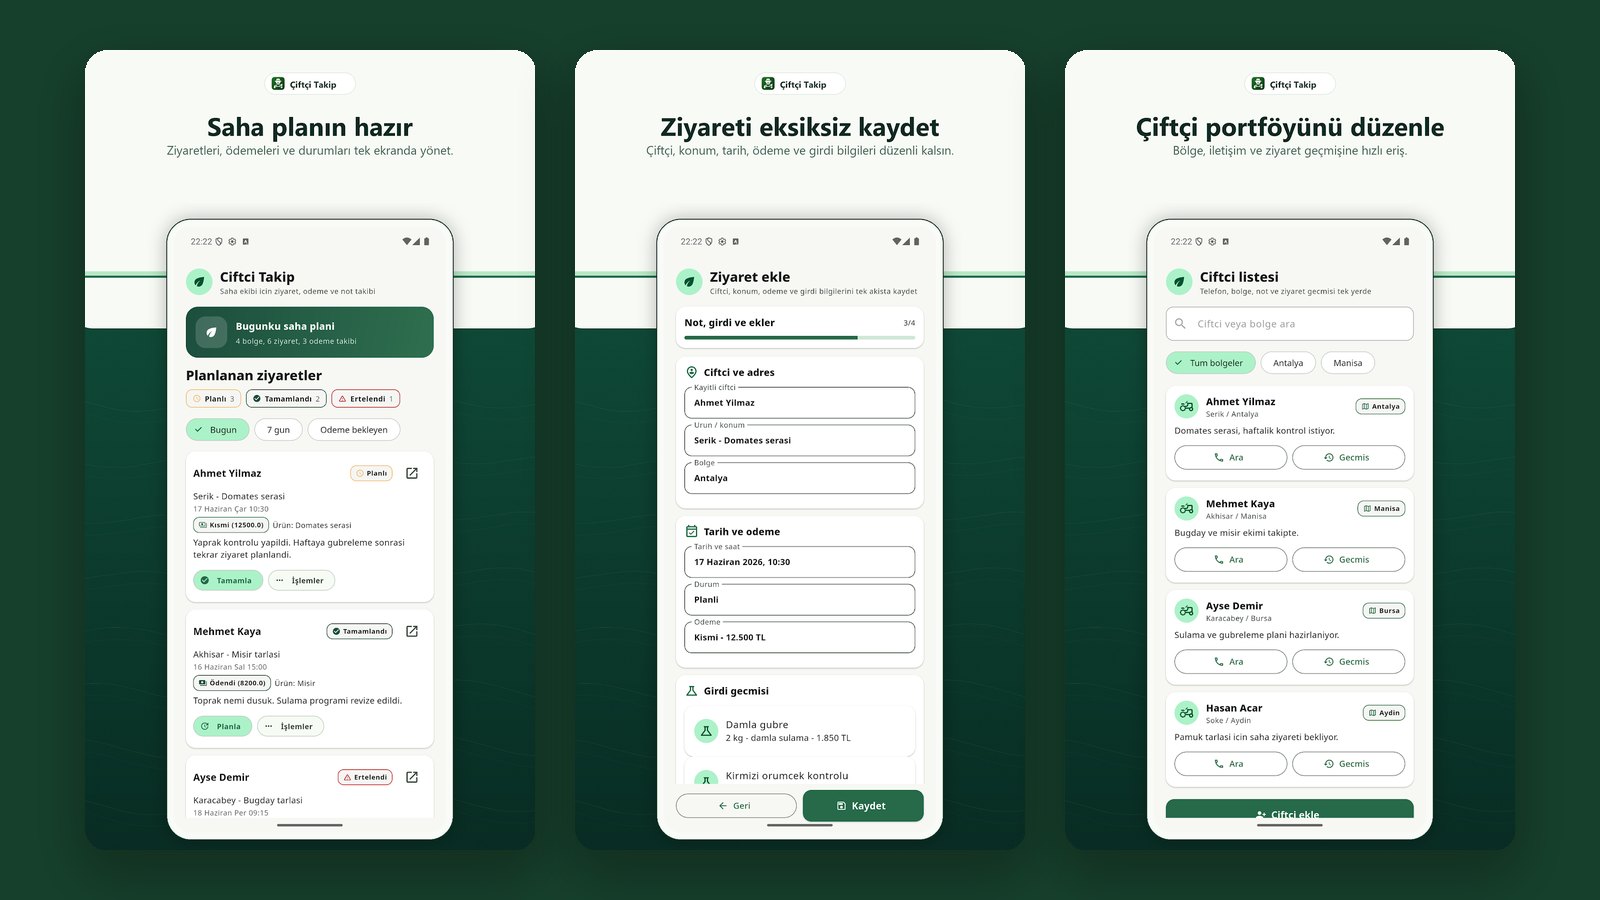 Çiftçi Takip
Saha planın hazır
Ziyaretleri, ödemeleri ve durumları tek ekranda yönet.
22:22
Ciftci Takip
Saha ekibi icin ziyaret, odeme ve not takibi
Bugunku saha plani
4 bolge, 6 ziyaret, 3 odeme takibi
Planlanan ziyaretler
Planlı 3 Tamamlandı 2 Ertelendi 1
Bugun 7 gun Odeme bekleyen
Ahmet Yilmaz Planlı
Serik - Domates serasi
17 Haziran Çar 10:30
Kısmi (12500.0) Ürün: Domates serasi
Yaprak kontrolu yapildi. Haftaya gubreleme sonrasi
tekrar ziyaret planlandi.
Tamamla İşlemler
Mehmet Kaya Tamamlandı
Akhisar - Misir tarlasi
16 Haziran Sal 15:00
Ödendi (8200.0) Ürün: Misir
Toprak nemi dusuk. Sulama programi revize edildi.
Planla İşlemler
Ayse Demir Ertelendi
Karacabey - Bugday tarlasi
18 Haziran Per 09:15
Çiftçi Takip
Ziyareti eksiksiz kaydet
Çiftçi, konum, tarih, ödeme ve girdi bilgileri düzenli kalsın.
22:22
Ziyaret ekle
Ciftci, konum, odeme ve girdi bilgilerini tek akista kaydet
Not, girdi ve ekler 3/4
Ciftci ve adres
Kayitli ciftci
Ahmet Yilmaz
Urun / konum
Serik - Domates serasi
Bolge
Antalya
Tarih ve odeme
Tarih ve saat
17 Haziran 2026, 10:30
Durum
Planli
Odeme
Kismi - 12.500 TL
Girdi gecmisi
Damla gubre
2 kg - damla sulama - 1.850 TL
Kirmizi orumcek kontrolu
Geri Kaydet
Çiftçi Takip
Çiftçi portföyünü düzenle
Bölge, iletişim ve ziyaret geçmişine hızlı eriş.
22:22
Ciftci listesi
Telefon, bolge, not ve ziyaret gecmisi tek yerde
Ciftci veya bolge ara
Tum bolgeler Antalya Manisa
Ahmet Yilmaz Antalya
Serik / Antalya
Domates serasi, haftalik kontrol istiyor.
Ara Gecmis
Mehmet Kaya Manisa
Akhisar / Manisa
Bugday ve misir ekimi takipte.
Ara Gecmis
Ayse Demir Bursa
Karacabey / Bursa
Sulama ve gubreleme plani hazirlaniyor.
Ara Gecmis
Hasan Acar Aydin
Soke / Aydin
Pamuk tarlasi icin saha ziyareti bekliyor.
Ara Gecmis
Ciftci ekle